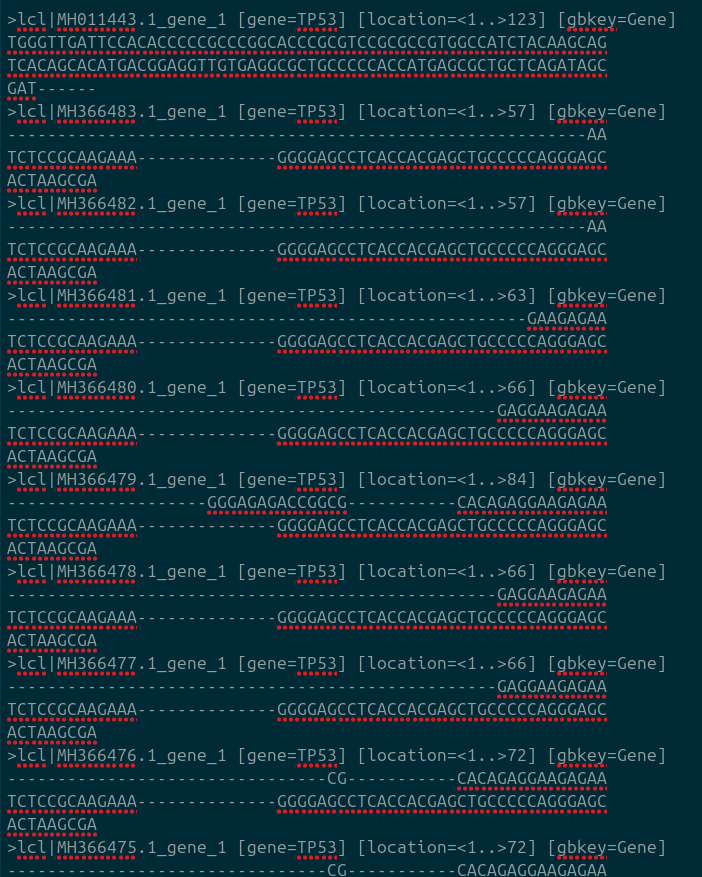 >lcl|MH011443.1_gene_1 [gene=TP53] [location=<1..>123] [gbkey=Gene]
TGGGTTGATTCCACACCCCCGCCCGGCACCCGCGTCCGCGCCGTGGCCATCTACAAGCAG
TCACAGCACATGACGGAGGTTGTGAGGCGCTGCCCCCACCATGAGCGCTGCTCAGATAGC
GAT------
>lcl|MH366483.1_gene_1 [gene=TP53] [location=<1..>57] [gbkey=Gene]
----------------------------------------------------------AA
TCTCCGCAAGAAA--------------GGGGAGCCTCACCACGAGCTGCCCCCAGGGAGC
ACTAAGCGA
>lcl|MH366482.1_gene_1 [gene=TP53] [location=<1..>57] [gbkey=Gene]
----------------------------------------------------------AA
TCTCCGCAAGAAA--------------GGGGAGCCTCACCACGAGCTGCCCCCAGGGAGC
ACTAAGCGA
>lcl|MH366481.1_gene_1 [gene=TP53] [location=<1..>63] [gbkey=Gene]
----------------------------------------------------GAAGAGAA
TCTCCGCAAGAAA--------------GGGGAGCCTCACCACGAGCTGCCCCCAGGGAGC
ACTAAGCGA
>lcl|MH366480.1_gene_1 [gene=TP53] [location=<1..>66] [gbkey=Gene]
-------------------------------------------------GAGGAAGAGAA
TCTCCGCAAGAAA--------------GGGGAGCCTCACCACGAGCTGCCCCCAGGGAGC
ACTAAGCGA
>lcl|MH366479.1_gene_1 [gene=TP53] [location=<1..>84] [gbkey=Gene]
--------------------GGGAGAGACCGGCG-----------CACAGAGGAAGAGAA
TCTCCGCAAGAAA--------------GGGGAGCCTCACCACGAGCTGCCCCCAGGGAGC
ACTAAGCGA
>lcl|MH366478.1_gene_1 [gene=TP53] [location=<1..>66] [gbkey=Gene]
-------------------------------------------------GAGGAAGAGAA
TCTCCGCAAGAAA--------------GGGGAGCCTCACCACGAGCTGCCCCCAGGGAGC
ACTAAGCGA
>lcl|MH366477.1_gene_1 [gene=TP53] [location=<1..>66] [gbkey=Gene]
-------------------------------------------------GAGGAAGAGAA
TCTCCGCAAGAAA--------------GGGGAGCCTCACCACGAGCTGCCCCCAGGGAGC
ACTAAGCGA
>lcl|MH366476.1_gene_1 [gene=TP53] [location=<1..>72] [gbkey=Gene]
--------------------------------CG-----------CACAGAGGAAGAGAA
TCTCCGCAAGAAA--------------GGGGAGCCTCACCACGAGCTGCCCCCAGGGAGC
ACTAAGCGA
>lcl|MH366475.1_gene_1 [gene=TP53] [location=<1..>72] [gbkey=Gene]
--------------------------------CG-----------CACAGAGGAAGAGAA